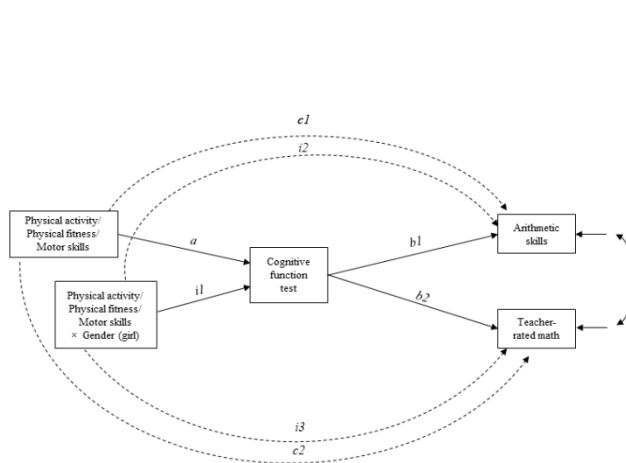 c1
i2
Physical activity/
Physical fitness/
Motor skills
a
b1
Arithmetic
skills
Cognitive
function
test
i1
Physical activity/
Physical fitness/
Motor skills
× Gender (girl)
b2
Teacher-
rated math
i3
c2